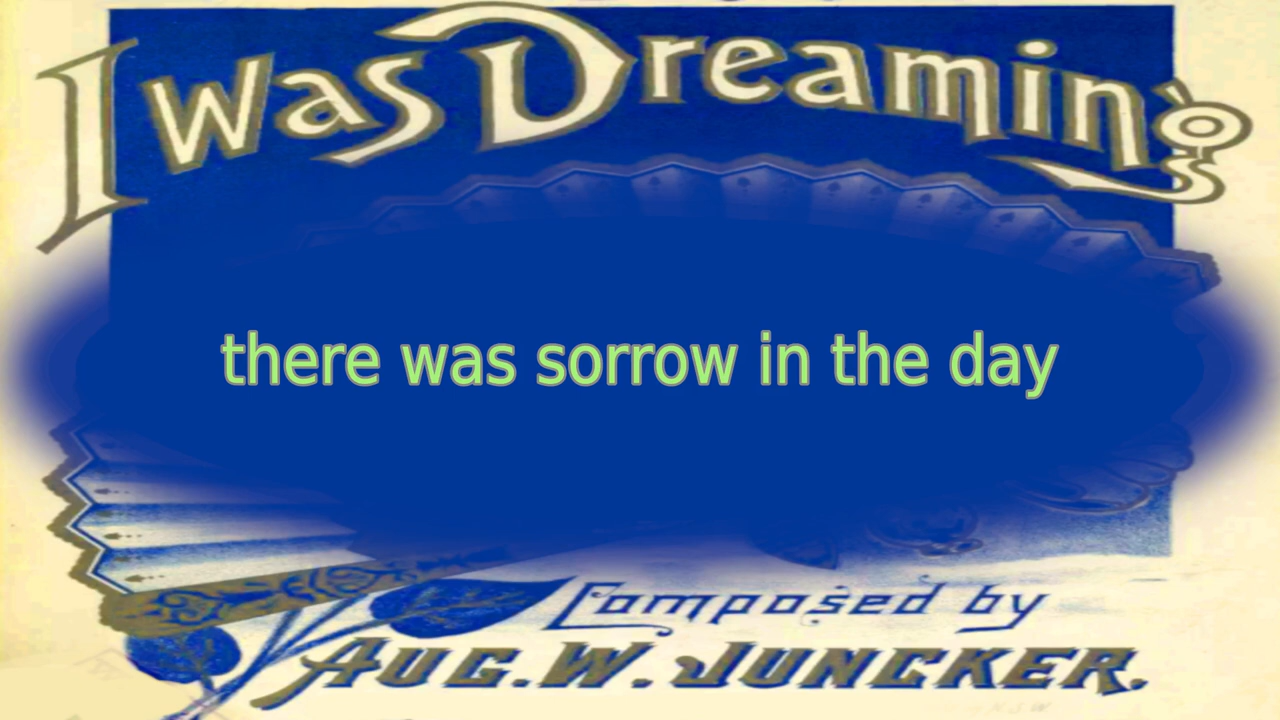 I was Dreaming
there was sorrow in the day
Composed by
AUG. W. JUNCKER.